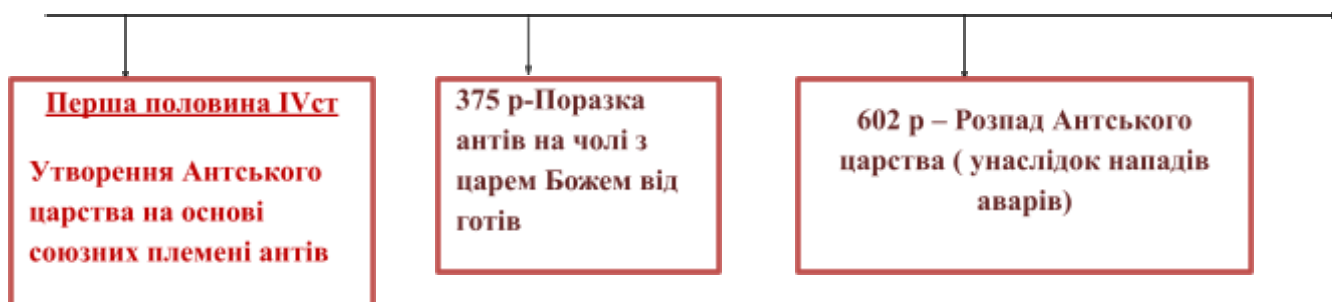 Перша половина IVст
Утворення Антського
царства на основі
союзних племені антів
375 р-Поразка
антів на чолі з
царем Божем від
готів
602 р – Розпад Антського
царства ( унаслідок нападів
аварів)